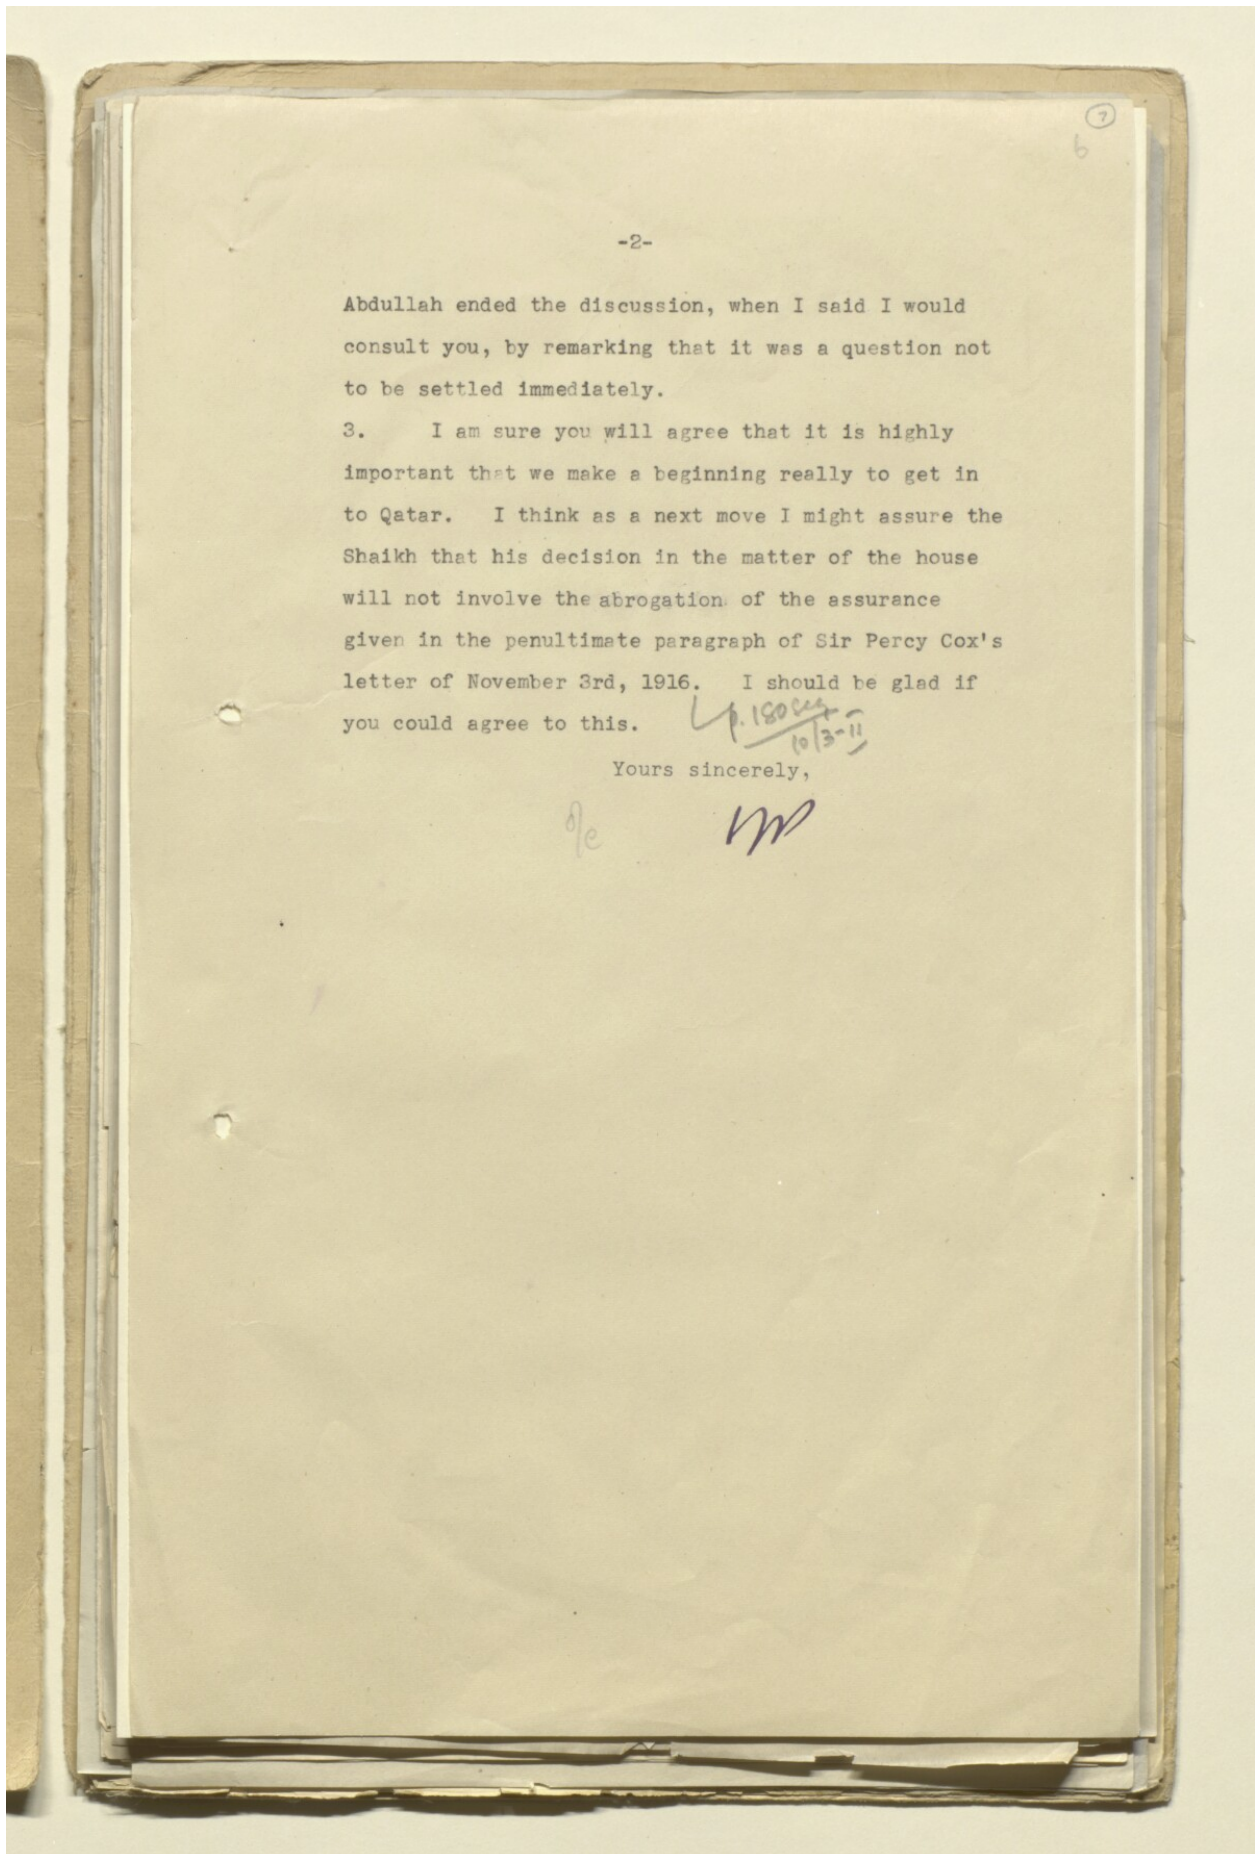 7
6
-2-
Abdullah ended the discussion, when I said I would
consult you, by remarking that it was a question not
to be settled immediately.
3. I am sure you will agree that it is highly
important that we make a beginning really to get in
to Qatar. I think as a next move I might assure the
Shaikh that his decision in the matter of the house
will not involve the abrogation of the assurance
given in the penultimate paragraph of Sir Percy Cox's
letter of November 3rd, 1916. I should be glad if
you could agree to this.
p. 180
10/3-11
Yours sincerely,
o/c